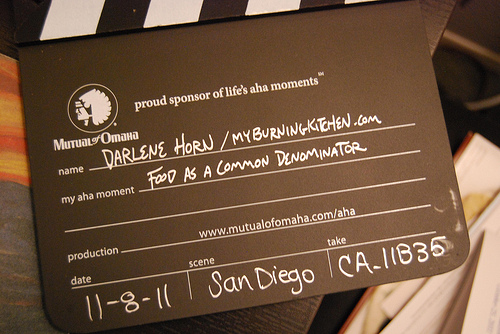 proud sponsor of life's aha moments℠
Mutual of Omaha
name DARLENE HORN / MYBURNINGKITCHEN.com
my aha moment FOOD AS A COMMON DENOMINATOR
www.mutualofomaha.com/aha
production
date scene take
11-8-11 San Diego CA-11835